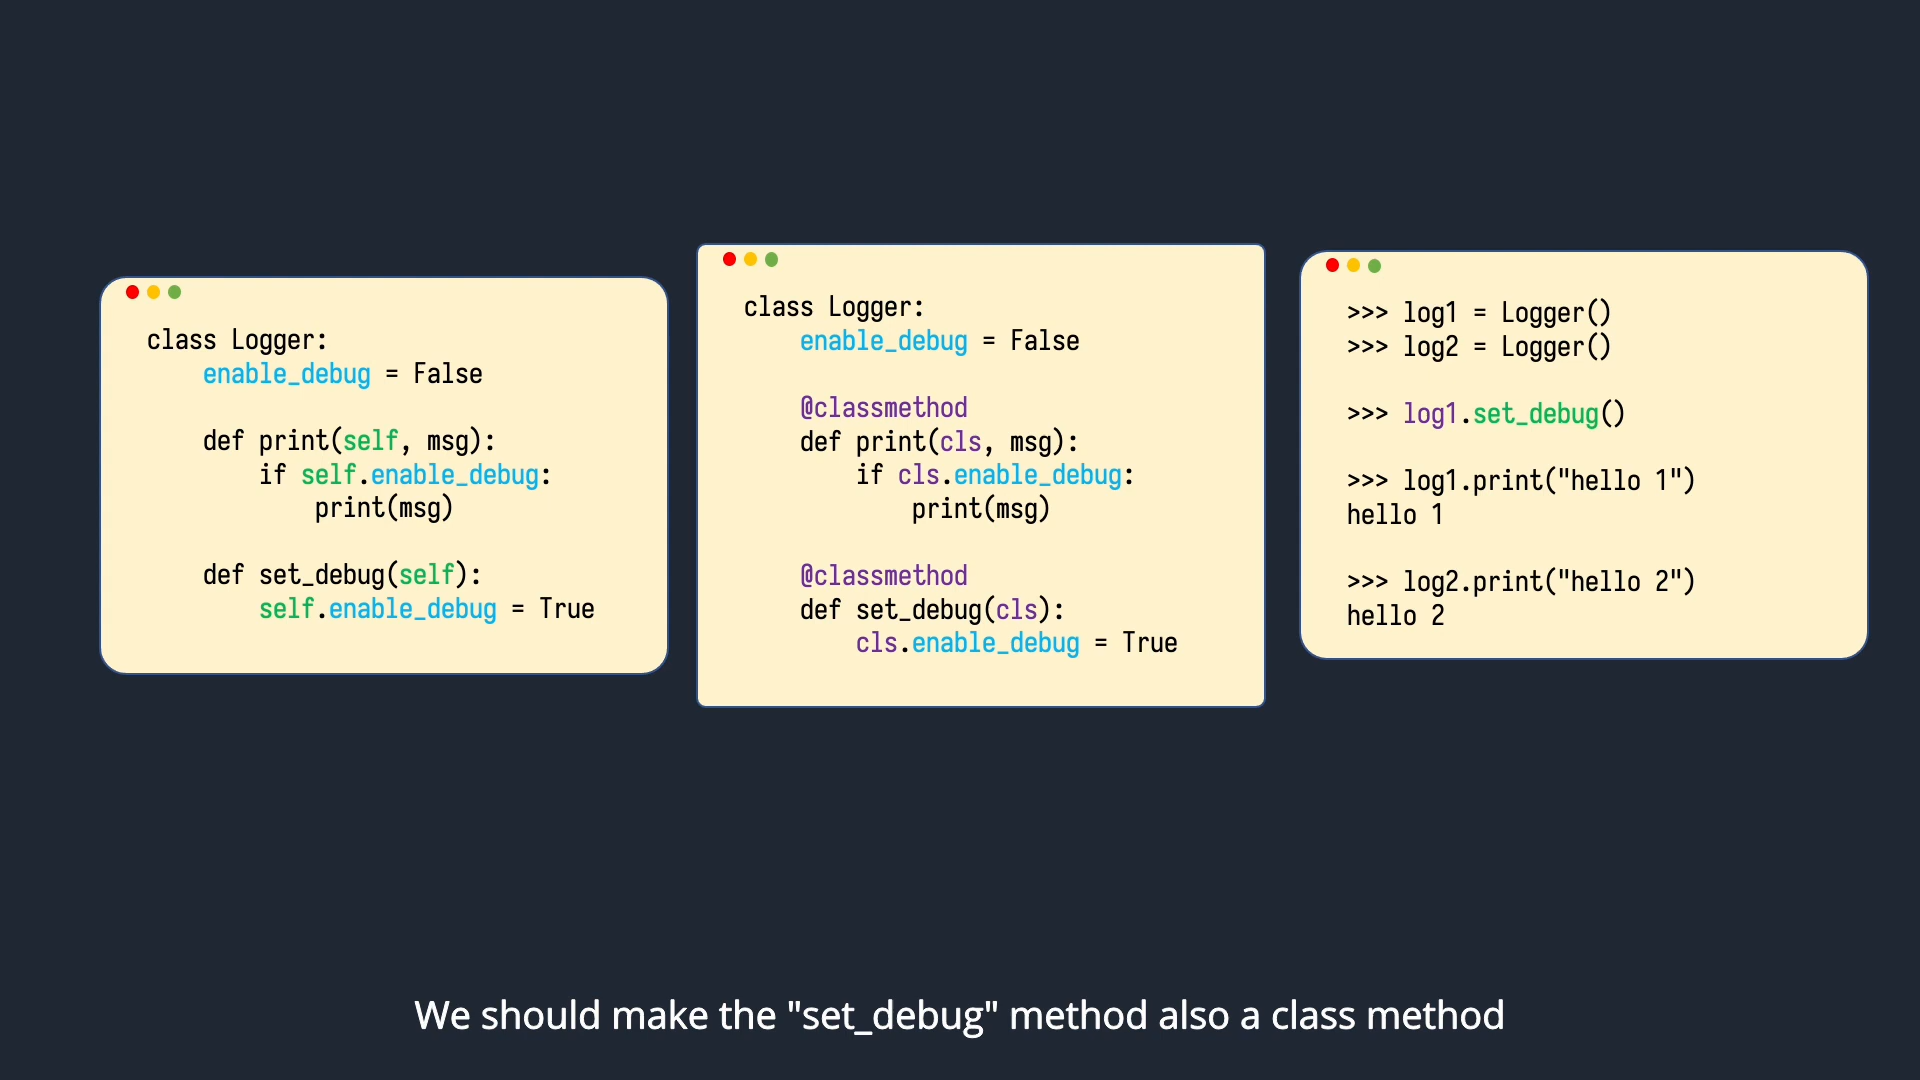 class Logger:
    enable_debug = False

    def print(self, msg):
        if self.enable_debug:
            print(msg)

    def set_debug(self):
        self.enable_debug = True

class Logger:
    enable_debug = False

    @classmethod
    def print(cls, msg):
        if cls.enable_debug:
            print(msg)

    @classmethod
    def set_debug(cls):
        cls.enable_debug = True

>>> log1 = Logger()
>>> log2 = Logger()

>>> log1.set_debug()

>>> log1.print("hello 1")
hello 1

>>> log2.print("hello 2")
hello 2

We should make the "set_debug" method also a class method